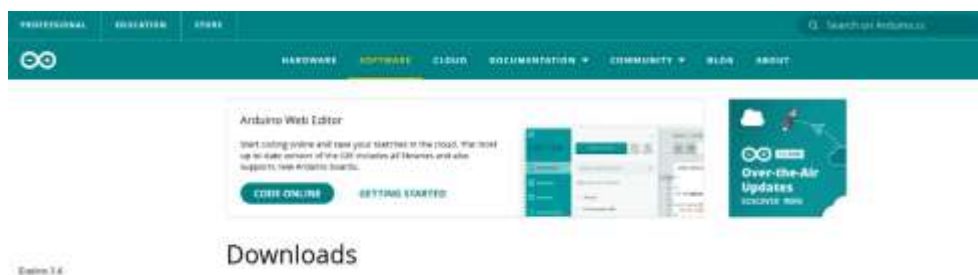 PROFESSIONAL EDUCATION STORE
Search on Arduino.cc
HARDWARE SOFTWARE CLOUD DOCUMENTATION COMMUNITY BLOG ABOUT
Arduino Web Editor
Start coding online and save your sketches in the cloud. The most
up-to-date version of the IDE includes all libraries and also
supports new Arduino boards.
CODE ONLINE GETTING STARTED
CLOUD
Over-the-Air
Updates
DISCOVER MORE
Downloads